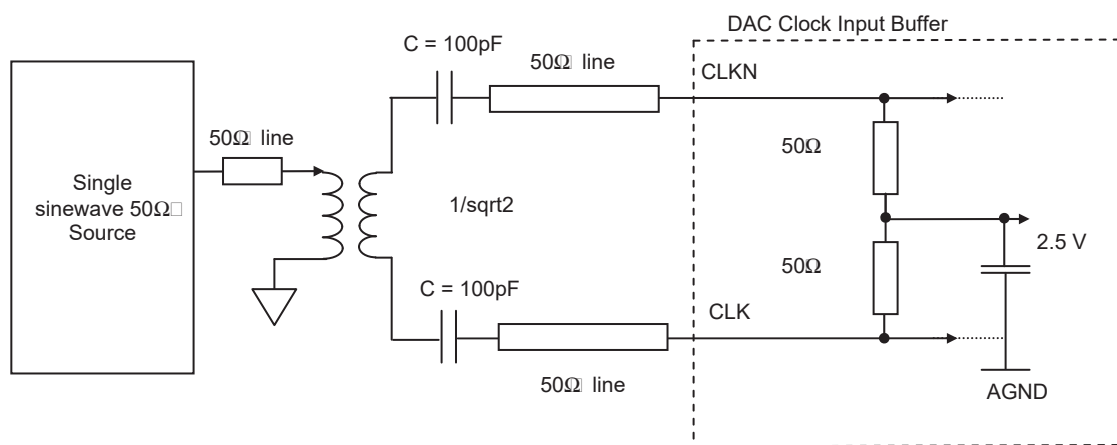 DAC Clock Input Buffer
C = 100pF
50Ω line
CLKN
50Ω line
50Ω
Single
sinewave 50Ω
Source
1/sqrt2
2.5 V
50Ω
C = 100pF
CLK
50Ω line
AGND